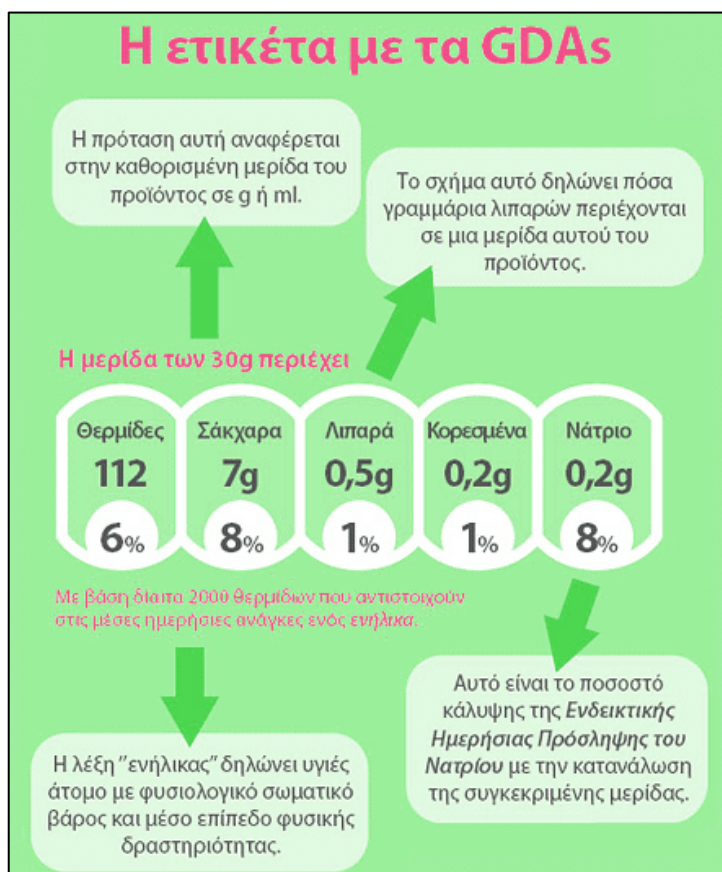 Η ετικέτα με τα GDAs
Η πρόταση αυτή αναφέρεται
στην καθορισμένη μερίδα του
προϊόντος σε g ή ml.
Το σχήμα αυτό δηλώνει πόσα
γραμμάρια λιπαρών περιέχονται
σε μια μερίδα αυτού του
προϊόντος.
Η μερίδα των 30g περιέχει
Θερμίδες Σάκχαρα Λιπαρά Κορεσμένα Νάτριο
112 7g 0,5g 0,2g 0,2g
6% 8% 1% 1% 8%
Με βάση δίαιτα 2000 θερμίδων που αντιστοιχούν
στις μέσες ημερήσιες ανάγκες ενός ενήλικα.
Αυτό είναι το ποσοστό
κάλυψης της Ενδεικτικής
Ημερήσιας Πρόσληψης του
Νατρίου με την κατανάλωση
της συγκεκριμένης μερίδας.
Η λέξη "ενήλικας" δηλώνει υγιές
άτομο με φυσιολογικό σωματικό
βάρος και μέσο επίπεδο φυσικής
δραστηριότητας.